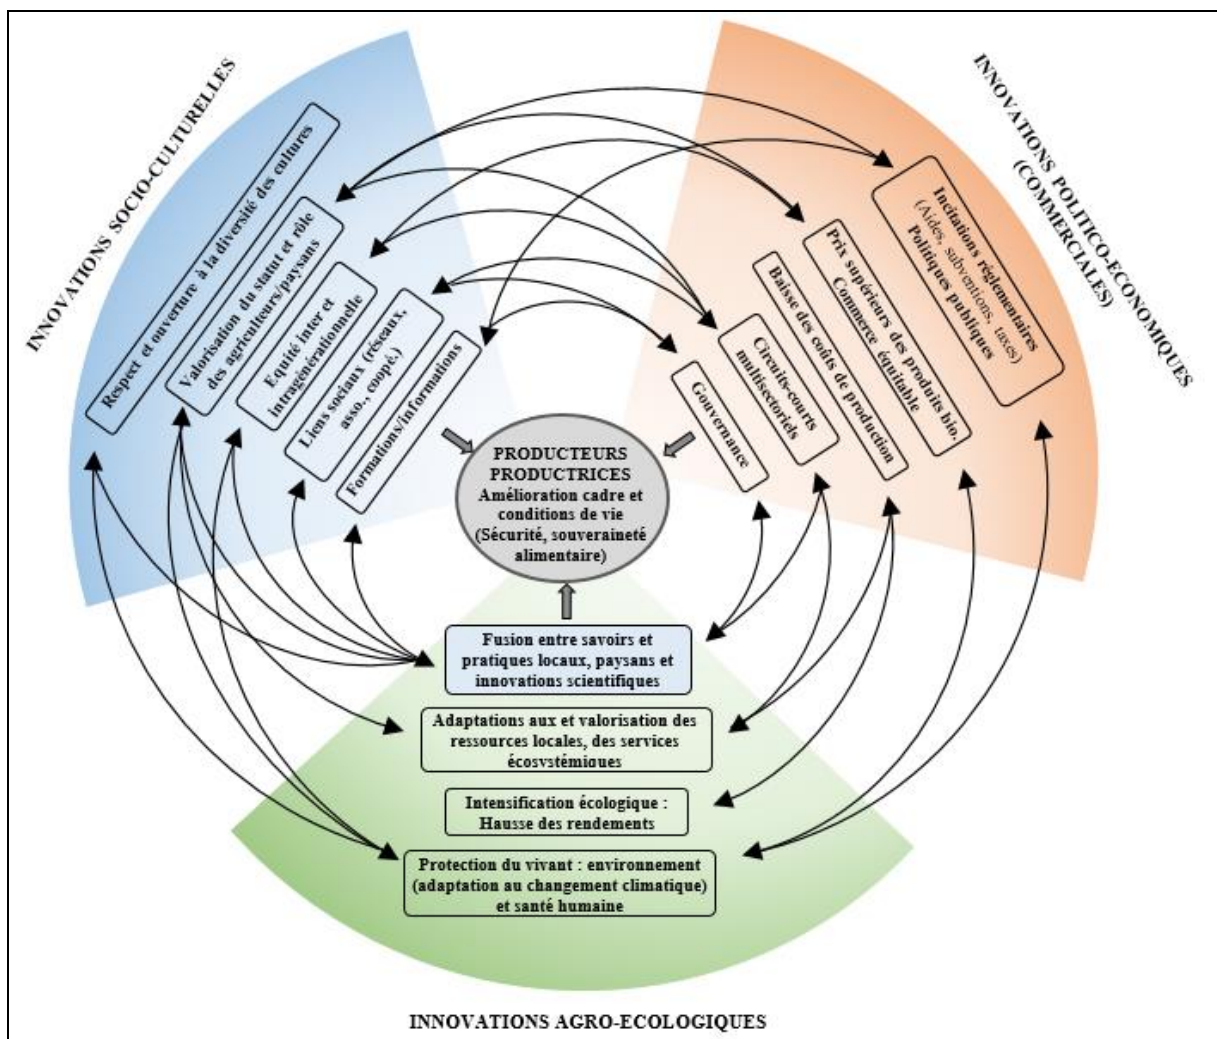 INNOVATIONS SOCIO-CULTURELLES
Respect et ouverture à la diversité des cultures
Valorisation du statut et rôle
des agriculteurs/paysans
Equité inter et
intragénérationnelle
Liens sociaux (réseaux,
asso., coopé.)
Formations/informations
INNOVATIONS POLITICO-ECONOMIQUES
(COMMERCIALES)
Incitations réglementaires
(Aides, subventions, taxes)
Politiques publiques
Prix supérieurs des produits bio.
Commerce équitable
Baisse des coûts de production
Circuits-courts
multisectoriels
Gouvernance
PRODUCTEURS
PRODUCTRICES
Amélioration cadre et
conditions de vie
(Sécurité, souveraineté
alimentaire)
Fusion entre savoirs et
pratiques locaux, paysans et
innovations scientifiques
Adaptations aux et valorisation des
ressources locales, des services
écosystémiques
Intensification écologique :
Hausse des rendements
Protection du vivant : environnement
(adaptation au changement climatique)
et santé humaine
INNOVATIONS AGRO-ECOLOGIQUES